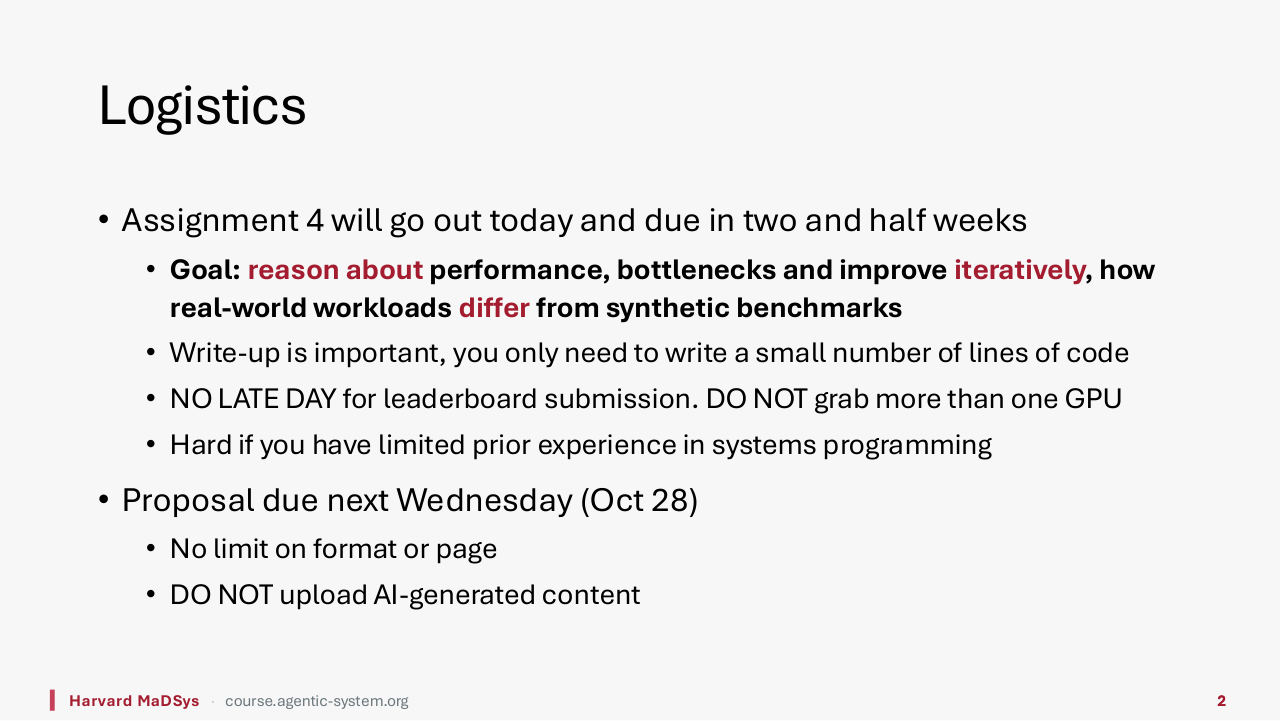 Logistics
• Assignment 4 will go out today and due in two and half weeks
• Goal: reason about performance, bottlenecks and improve iteratively, how
real-world workloads differ from synthetic benchmarks
• Write-up is important, you only need to write a small number of lines of code
• NO LATE DAY for leaderboard submission. DO NOT grab more than one GPU
• Hard if you have limited prior experience in systems programming
• Proposal due next Wednesday (Oct 28)
• No limit on format or page
• DO NOT upload AI-generated content
Harvard MaDSys · course.agentic-system.org 2